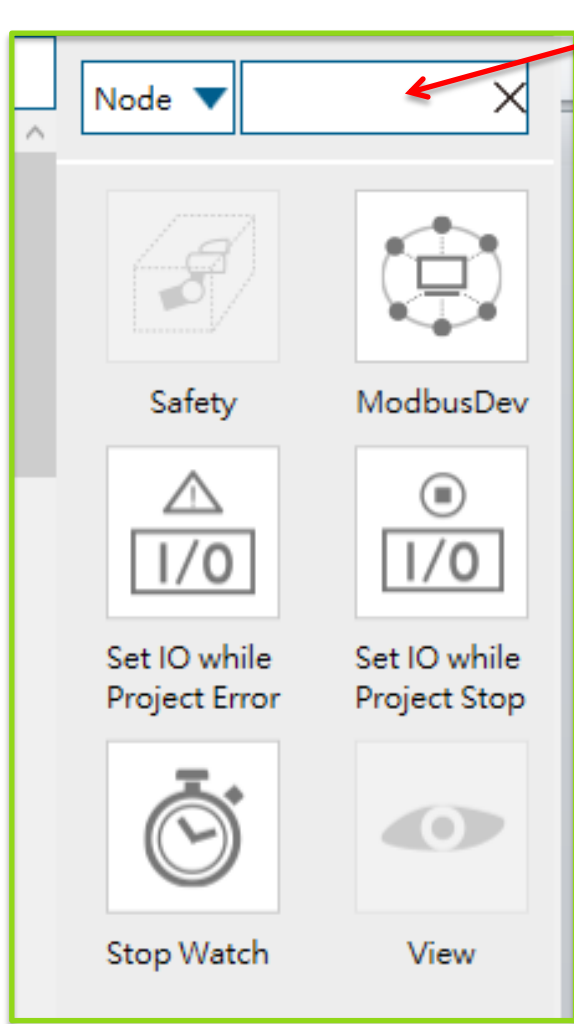 Node
Safety
ModbusDev
I/O
I/O
Set IO while
Project Error
Set IO while
Project Stop
Stop Watch
View